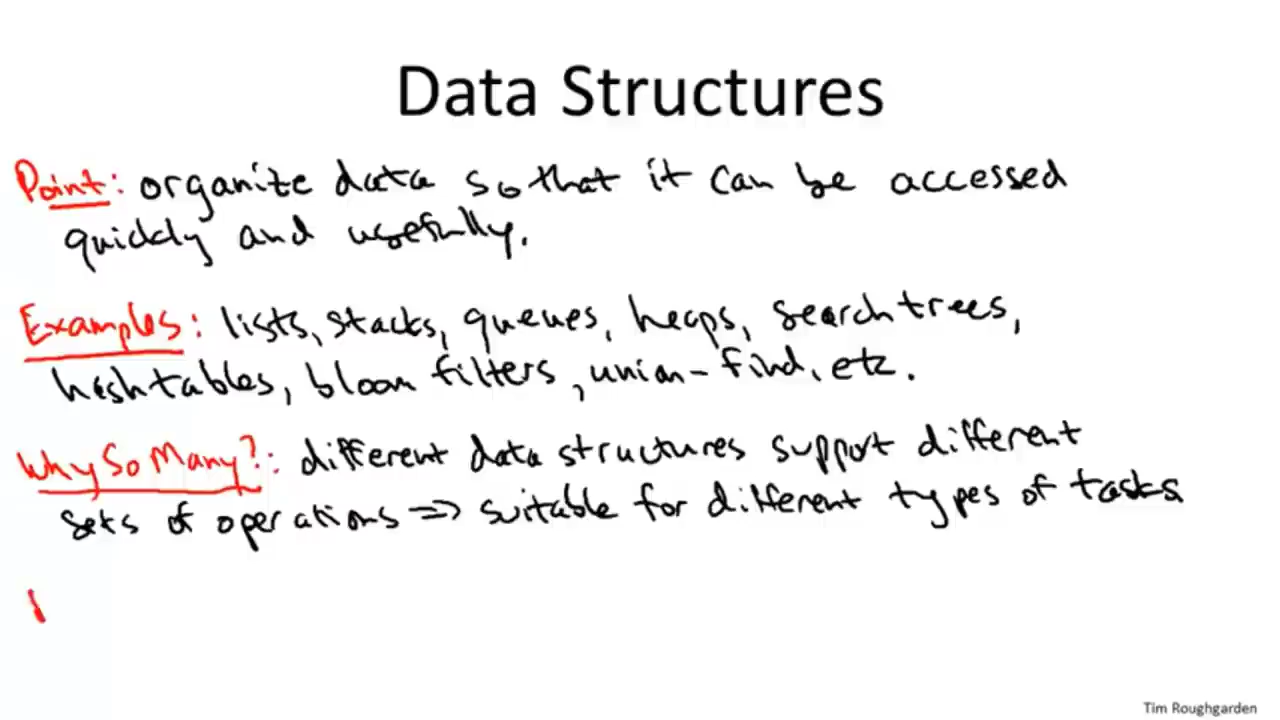 Data Structures
Point: organize data so that it can be accessed
quickly and usefully.
Examples: lists, stacks, queues, heaps, search trees,
hashtables, bloom filters, union-find, etc.
Why So Many?: different data structures support different
sets of operations => suitable for different types of tasks
Tim Roughgarden